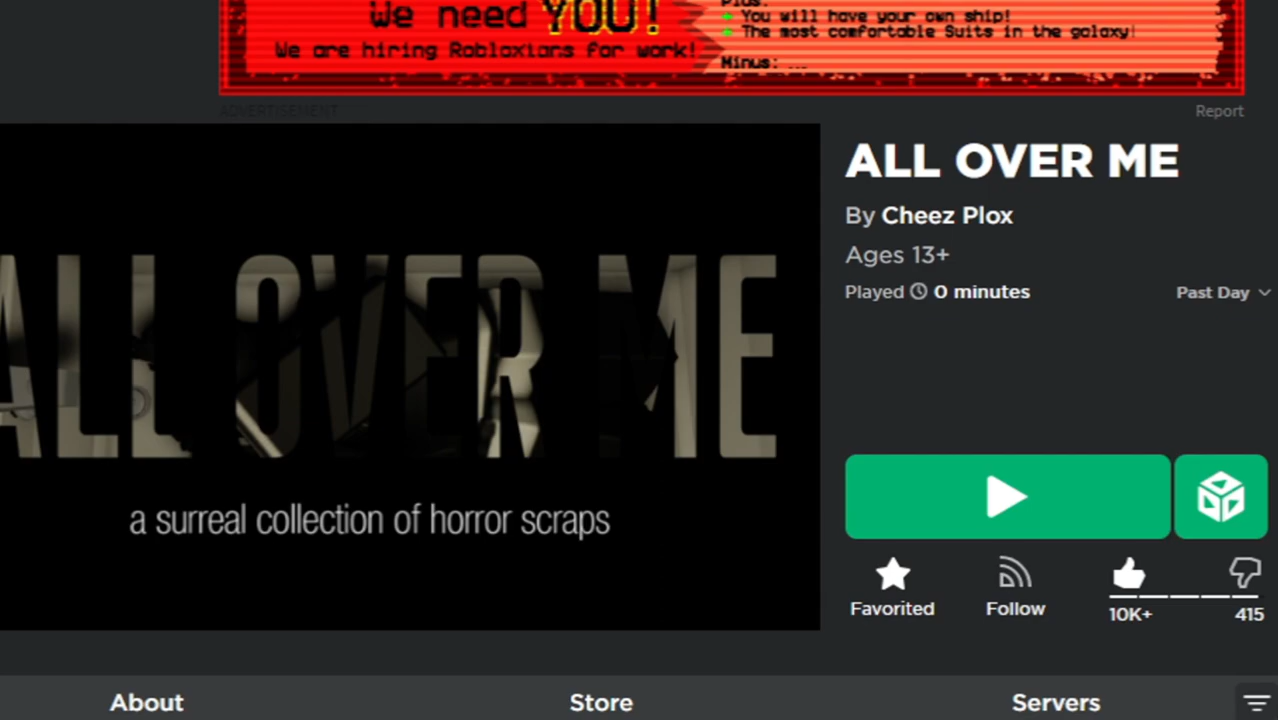 We need YOU!
We are hiring Robloxians for work!
Plus:
+ You will have your own ship!
+ The most comfortable Suits in the galaxy!
Minus: ...
ADVERTISEMENT
Report
ALL OVER ME
a surreal collection of horror scraps
ALL OVER ME
By Cheez Plox
Ages 13+
Played 0 minutes
Past Day
Favorited
Follow
10K+
415
About
Store
Servers